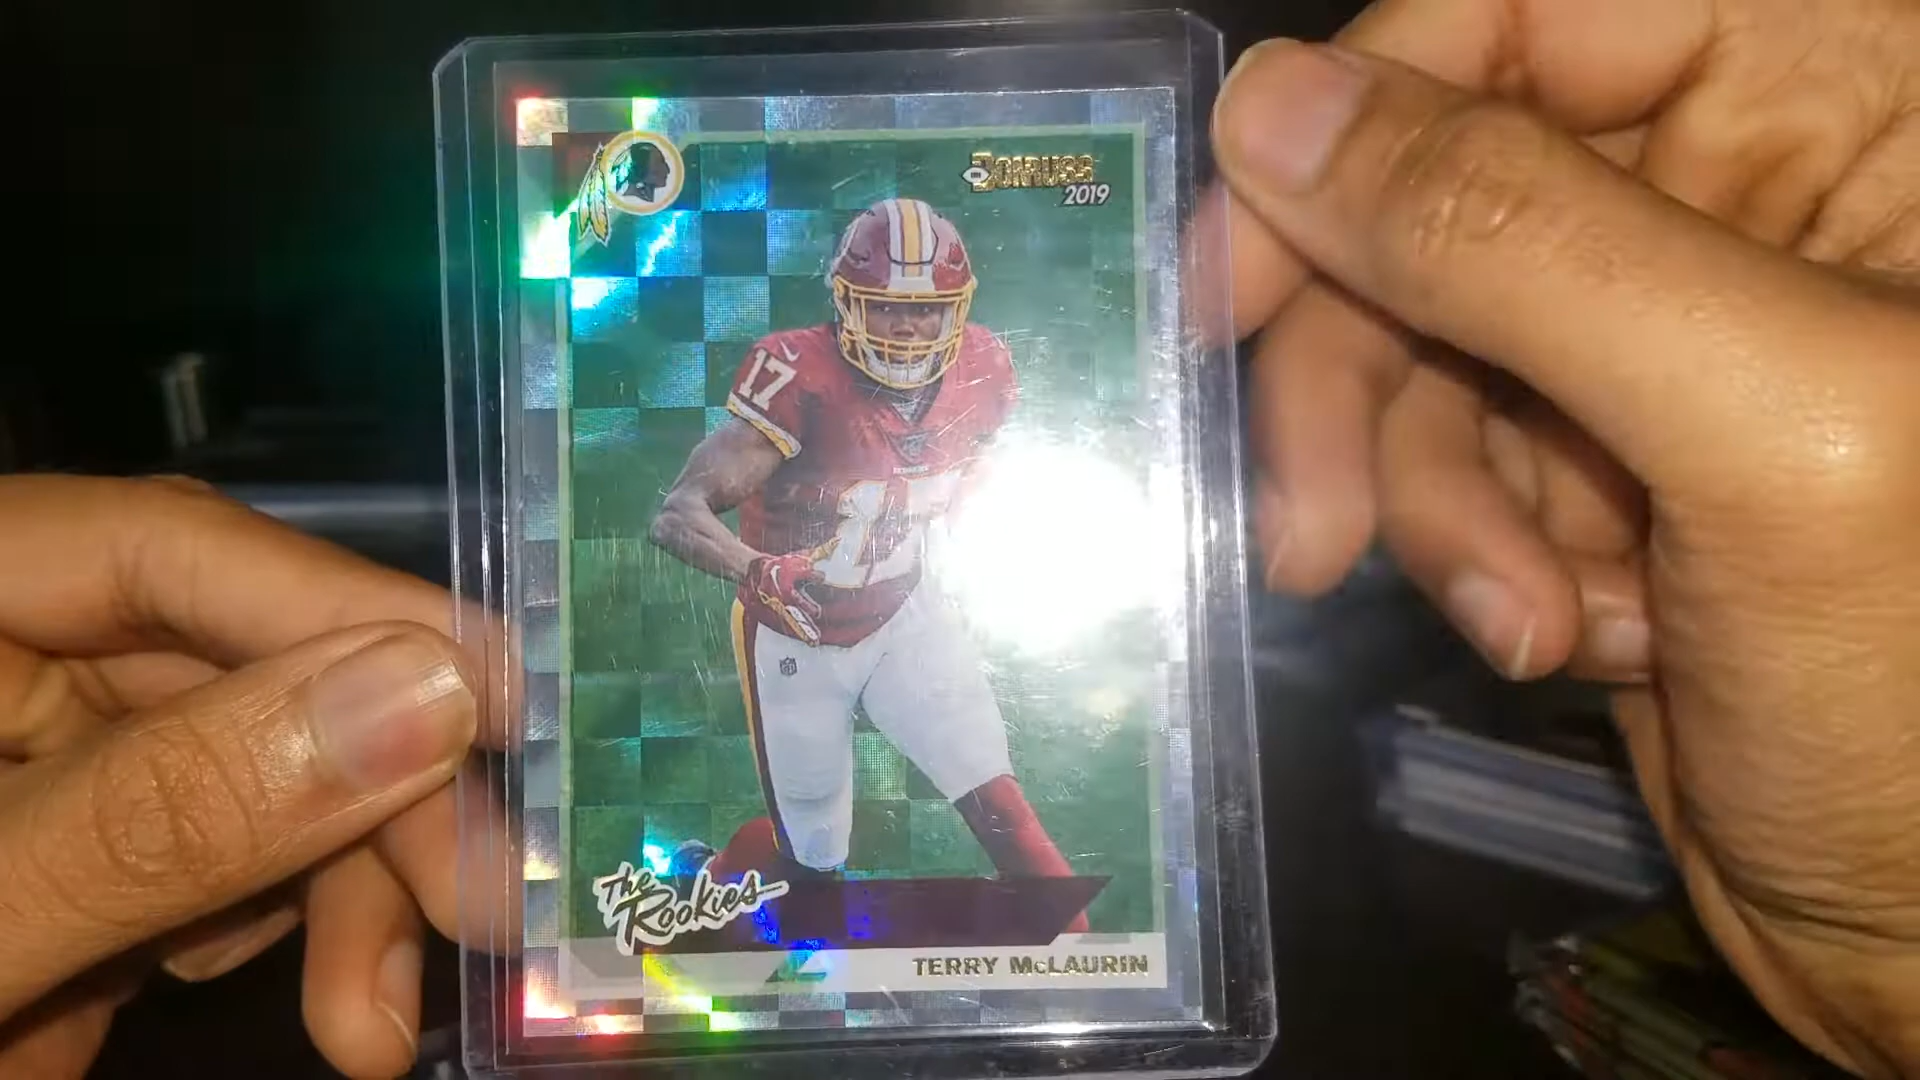 DONRUSS
2019
17
17
The
Rookies
TERRY McLAURIN